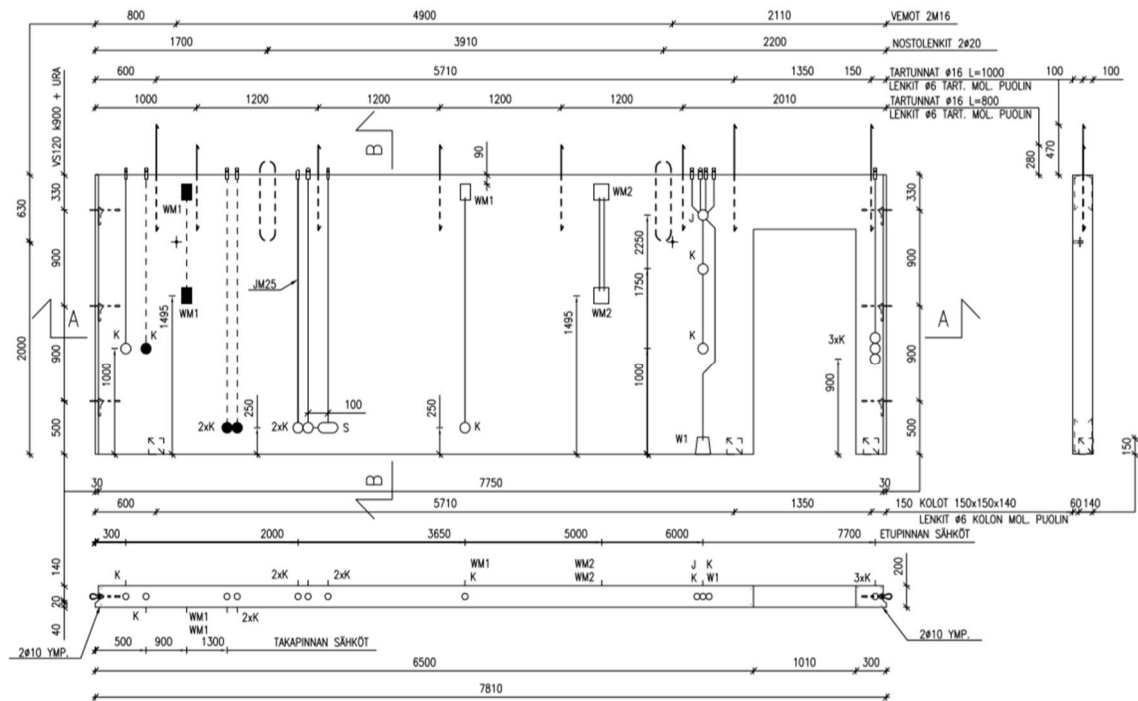 800 4900 2110 VEMOT 2M16
1700 3910 2200 NOSTOLENKIT 2ø20
600 5710 1350 150 TARTUNNAT ø16 L=1000 100 100
LENKIT ø6 TART. MOL. PUOLIN
1000 1200 1200 1200 1200 2010 TARTUNNAT ø16 L=800
LENKIT ø6 TART. MOL. PUOLIN
VS120 k900 + URA
B
90
280
470
630
330
WM1
WM1
WM2
J
330
900
K
2250
900
JM25
1750
A
WM1
1495
WM2
1495
A
2000
K
K
K
3xK
900
1000
1000
900
900
100
500
250
250
2xK
2xK
S
K
W1
500
150
B
30 7750 30
600 5710 1350 150 KOLOT 150x150x140 60 140
LENKIT ø6 KOLON MOL. PUOLIN
300 2000 3650 5000 6000 7700 ETUPINNAN SÄHKÖT
140
20
40
K 2xK 2xK WM1 WM2 J K
K WM2 K W1 3xK
200
K WM1 2xK
WM1
2ø10 YMP.
2ø10 YMP.
500 900 1300 TAKAPINNAN SÄHKÖT
6500 1010 300
7810